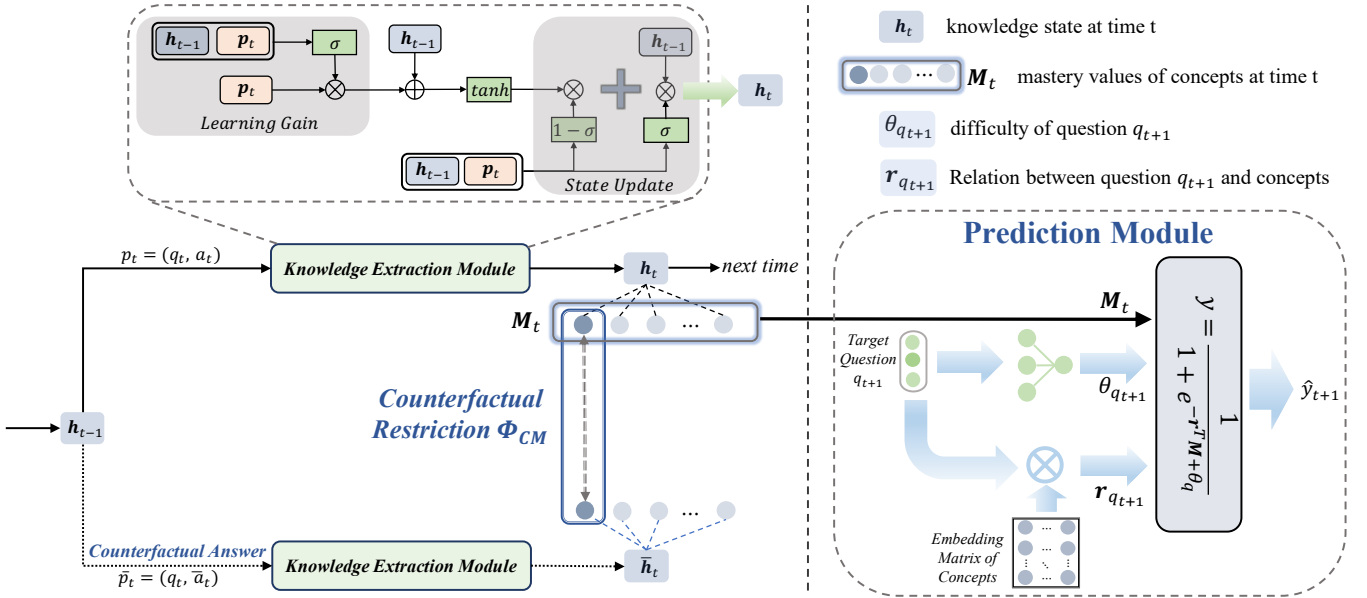 h_{t-1} p_t σ h_{t-1} h_{t-1}
p_t ⊗ ⊕ tanh ⊗ + ⊗ h_t
Learning Gain
1 − σ σ
h_{t-1} p_t
State Update
p_t = (q_t, a_t)
Knowledge Extraction Module
h_t
next time
M_t
...
Counterfactual
Restriction Φ_{CM}
h_{t-1}
...
Counterfactual Answer
p̄_t = (q_t, a̅_t)
Knowledge Extraction Module
h̅_t
h_t knowledge state at time t
... M_t mastery values of concepts at time t
θ_{q_{t+1}} difficulty of question q_{t+1}
r_{q_{t+1}} Relation between question q_{t+1} and concepts
Prediction Module
M_t
Target
Question
q_{t+1}
θ_{q_{t+1}}
y = 1 / (1 + e^{-r^T M + θ_q})
ŷ_{t+1}
⊗
r_{q_{t+1}}
Embedding
Matrix of
Concepts
...
...
⋮ ⋱ ⋮
...